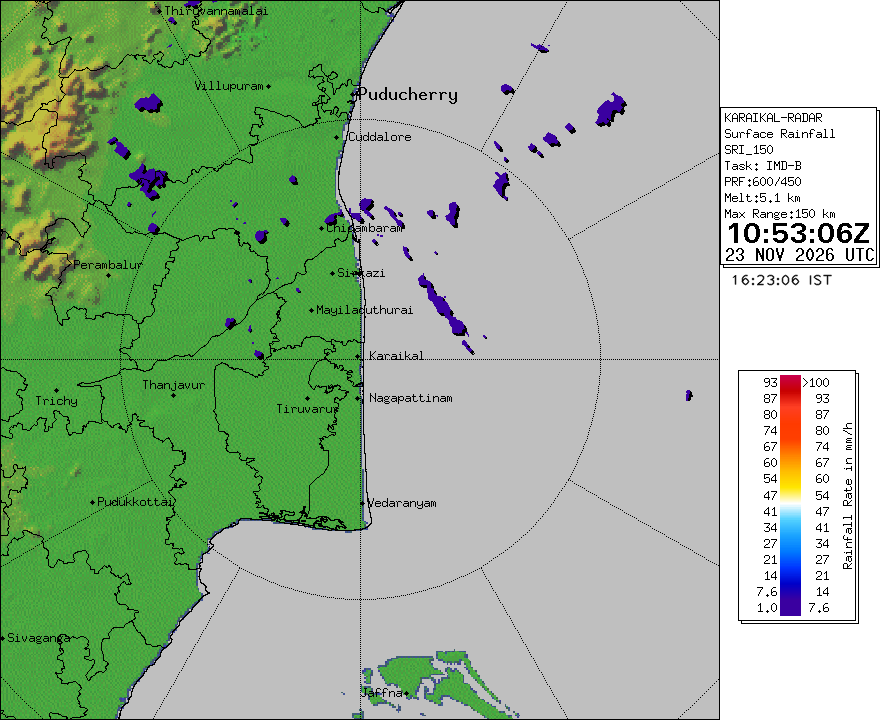 Thiruvannamalai
Villupuram
Puducherry
Cuddalore
Chidambaram
Perambalur
Sirkazi
Mayiladuthurai
Karaikal
Thanjavur
Trichy
Tiruvarur
Nagapattinam
Pudukkottai
Vedaranyam
Sivaganga
Jaffna
KARAIKAL-RADAR
Surface Rainfall
SRI_150
Task: IMD-B
PRF:600/450
Melt:5.1 km
Max Range:150 km
10:53:06Z
23 NOV 2026 UTC
16:23:06 IST
93 >100
87 93
80 87
74 80
67 74
60 67
54 60
47 54
41 47
34 41
27 34
21 27
14 21
7.6 14
1.0 7.6
Rainfall Rate in mm/h